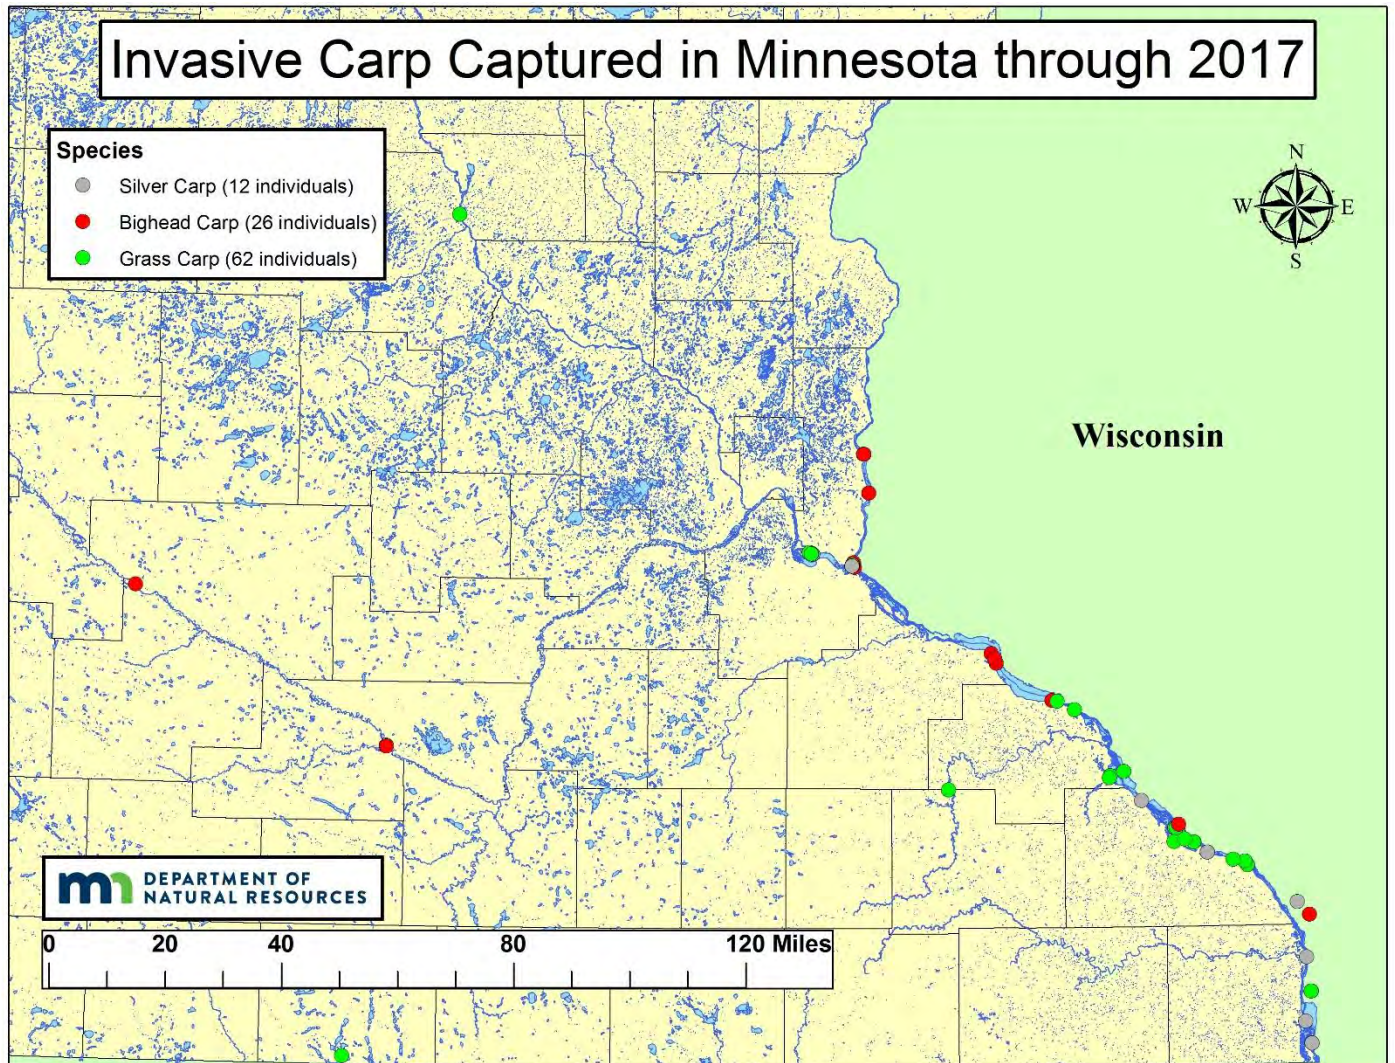 Invasive Carp Captured in Minnesota through 2017
Species
Silver Carp (12 individuals)
Bighead Carp (26 individuals)
Grass Carp (62 individuals)
N
W E
S
Wisconsin
mn DEPARTMENT OF
NATURAL RESOURCES
0 20 40 80 120 Miles